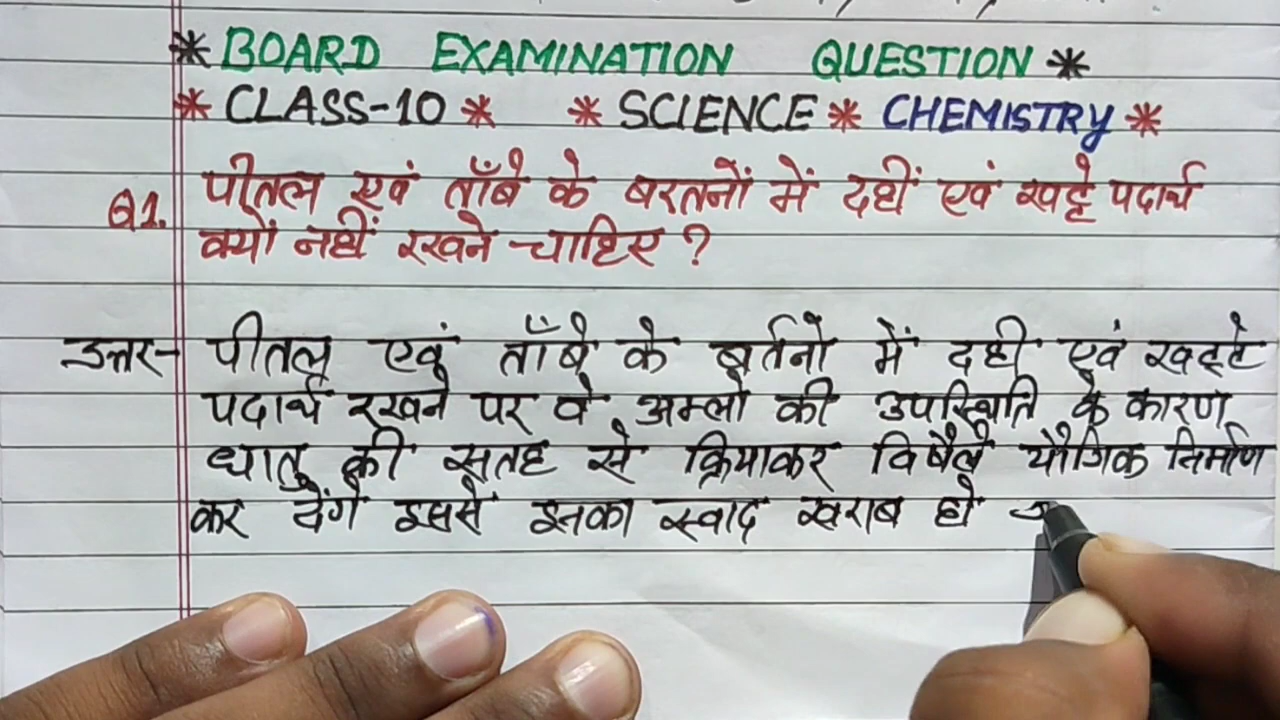 * BOARD EXAMINATION QUESTION *
* CLASS-10 * * SCIENCE * CHEMISTRY *
Q1. पीतल एवं ताँबे के बरतनों में दहीं एवं खट्टे पदार्थ
क्यों नहीं रखने चाहिए ?
उत्तर- पीतल एवं ताँबे के बर्तनो में दही एवं खट्टे
पदार्थ रखने पर वे अम्लो की उपस्थिति के कारण
धातु की सतह से क्रियाकर विषैले यौगिक निर्माण
कर देंगे इससे इनका स्वाद खराब हो